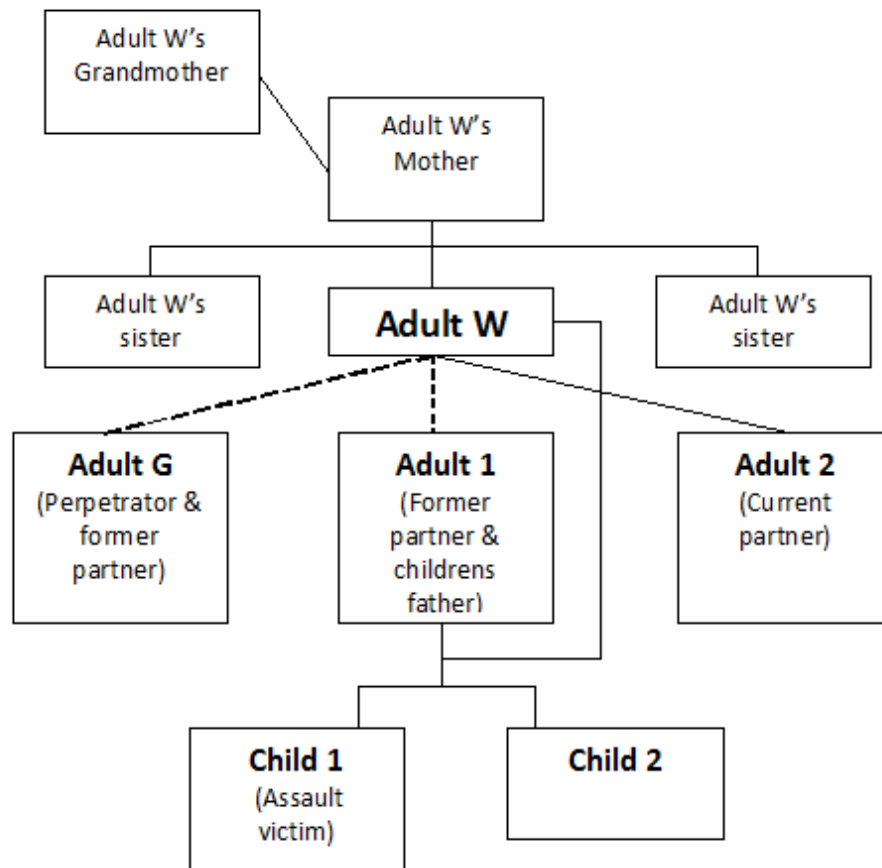 Adult W’s
Grandmother
Adult W’s
Mother
Adult W’s
sister
Adult W
Adult W’s
sister
Adult G
(Perpetrator &
former
partner)
Adult 1
(Former
partner &
childrens
father)
Adult 2
(Current
partner)
Child 1
(Assault
victim)
Child 2